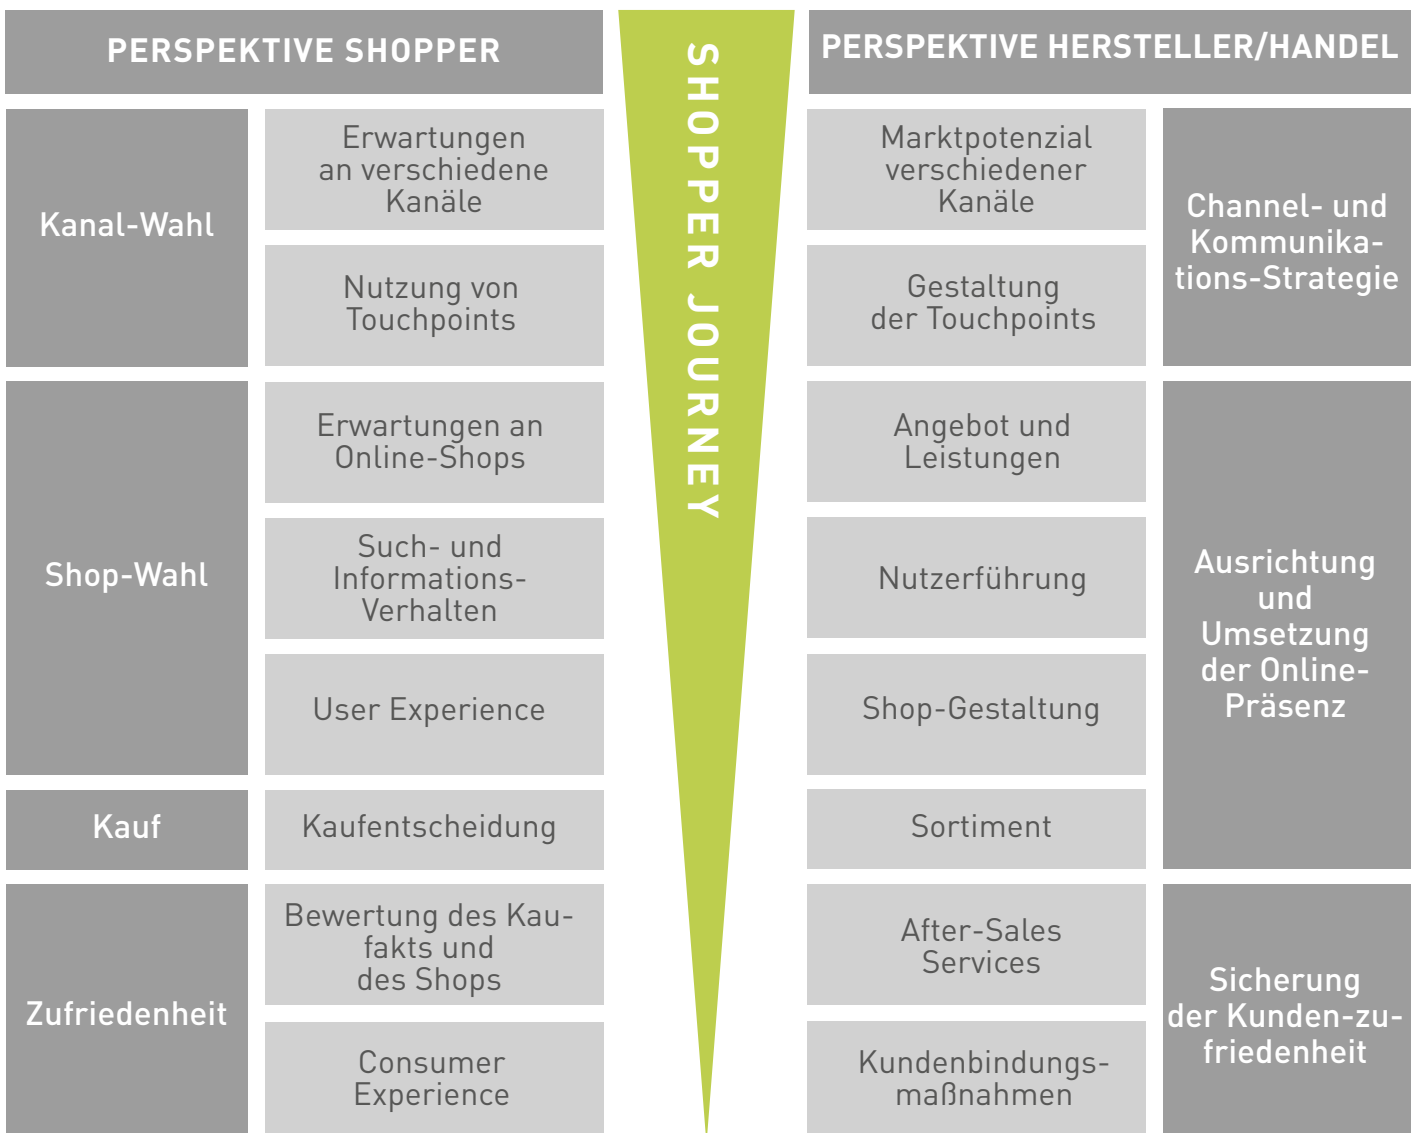 PERSPEKTIVE SHOPPER
SHOPPER JOURNEY
PERSPEKTIVE HERSTELLER/HANDEL
Kanal-Wahl
Erwartungen
an verschiedene
Kanäle
Nutzung von
Touchpoints
Marktpotenzial
verschiedener
Kanäle
Gestaltung
der Touchpoints
Channel- und
Kommunika-
tions-Strategie
Shop-Wahl
Erwartungen an
Online-Shops
Such- und
Informations-
Verhalten
User Experience
Angebot und
Leistungen
Nutzerführung
Shop-Gestaltung
Ausrichtung
und
Umsetzung
der Online-
Präsenz
Kauf
Kaufentscheidung
Sortiment
Zufriedenheit
Bewertung des Kau-
fakts und
des Shops
Consumer
Experience
After-Sales
Services
Kundenbindungs-
maßnahmen
Sicherung
der Kunden-zu-
friedenheit